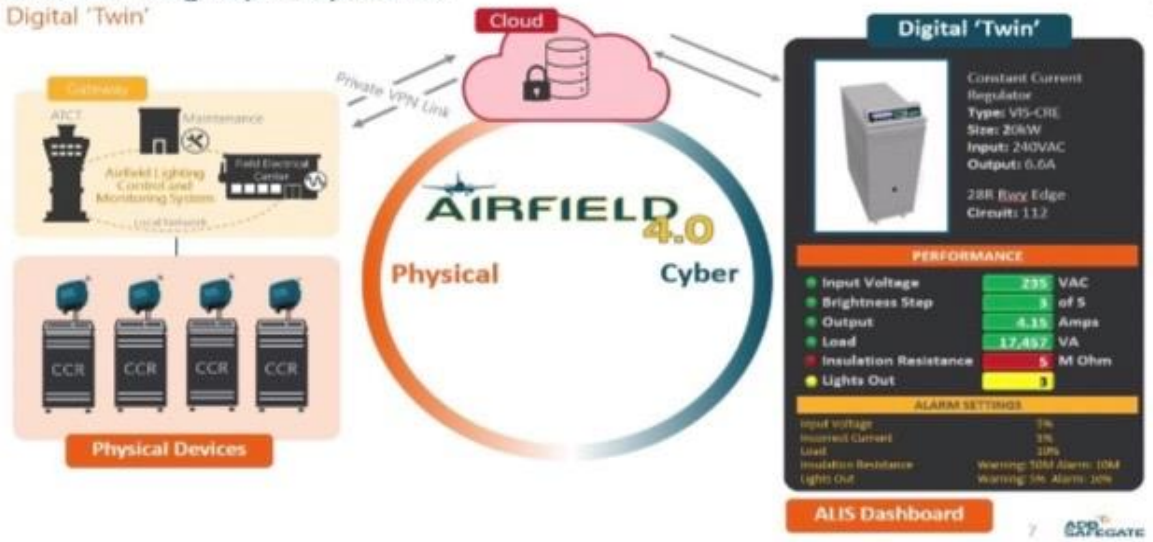 Digital 'Twin'
Cloud
Private VPN Link
Gateway
ATCT
Maintenance
Airfield Lighting
Control and
Monitoring System
Field Electrical
Center
Local Network
CCR
CCR
CCR
CCR
Physical Devices
AIRFIELD
4.0
Physical
Cyber
Digital 'Twin'
Constant Current
Regulator
Type: VIS-CRE
Size: 20kW
Input: 240VAC
Output: 6.6A
28R Rwy Edge
Circuit: 112
PERFORMANCE
Input Voltage 235 VAC
Brightness Step 3 of 5
Output 4.15 Amps
Load 17,457 VA
Insulation Resistance 5 M Ohm
Lights Out 3
ALARM SETTINGS
Input Voltage 5%
Incorrect Current 5%
Load 10%
Insulation Resistance Warning: 50M Alarm: 10M
Lights Out Warning: 5% Alarm: 10%
ALIS Dashboard
7
ADB
SAFEGATE